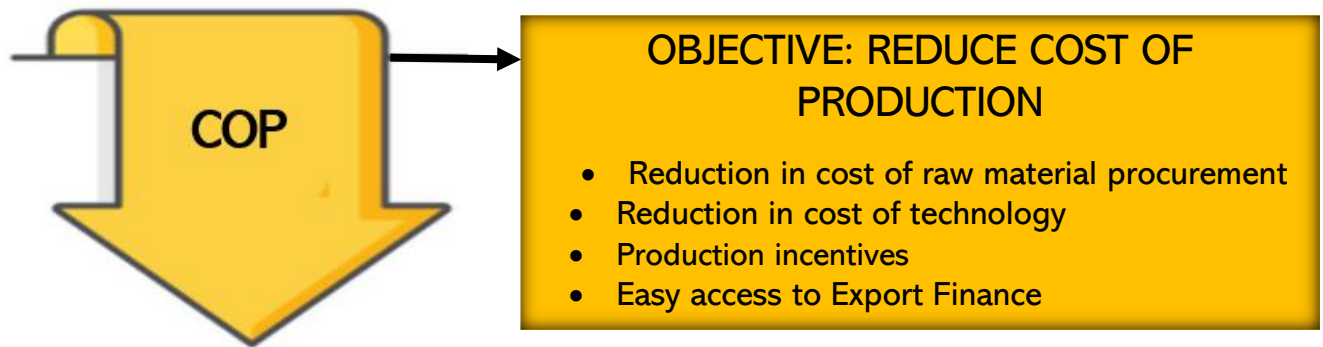 COP
OBJECTIVE: REDUCE COST OF
PRODUCTION
• Reduction in cost of raw material procurement
• Reduction in cost of technology
• Production incentives
• Easy access to Export Finance